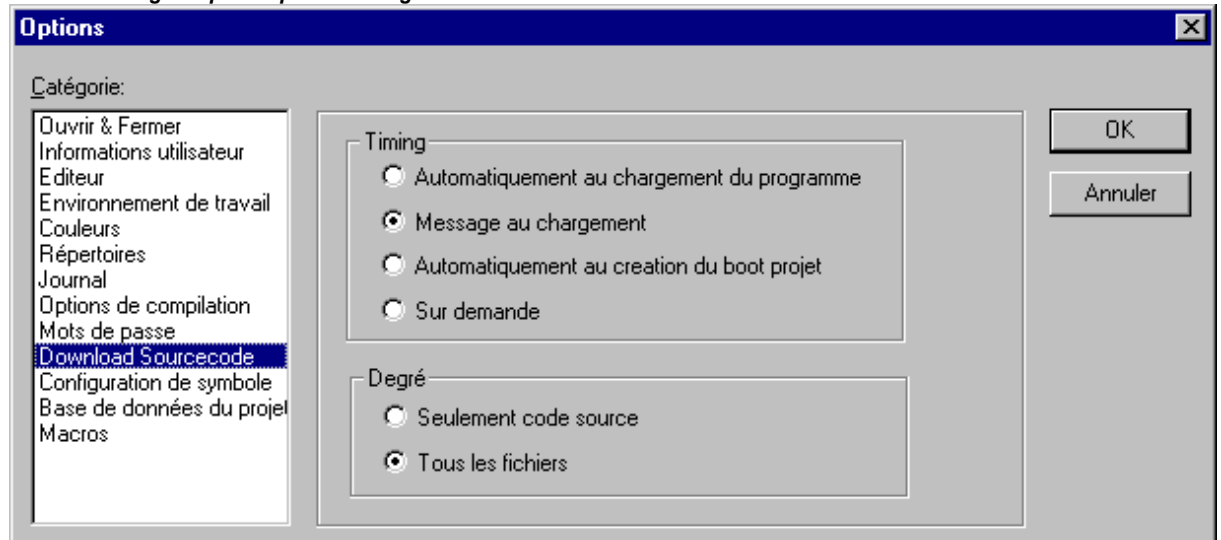 Options
Catégorie:
Ouvrir & Fermer
Informations utilisateur
Editeur
Environnement de travail
Couleurs
Répertoires
Journal
Options de compilation
Mots de passe
Download Sourcecode
Configuration de symbole
Base de données du projet
Macros
Timing
Automatiquement au chargement du programme
Message au chargement
Automatiquement au creation du boot projet
Sur demande
Degré
Seulement code source
Tous les fichiers
OK
Annuler